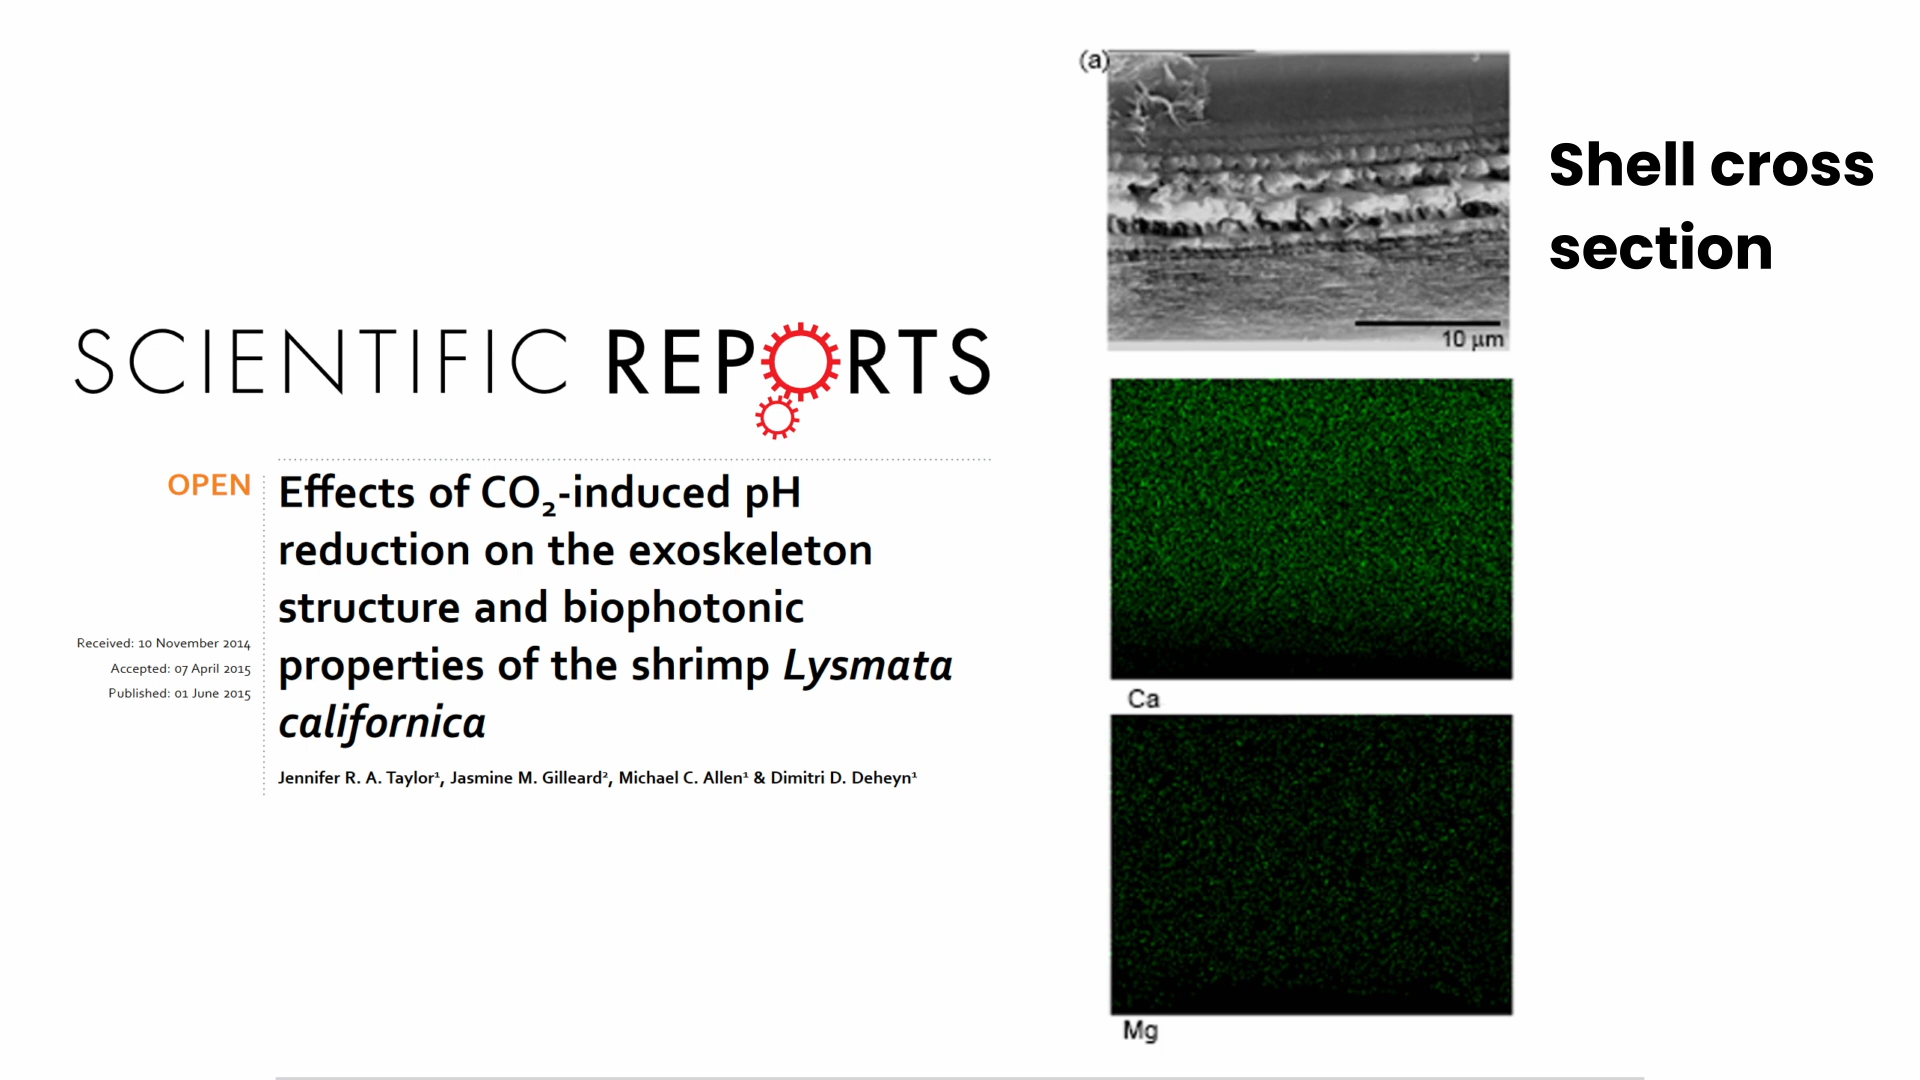 SCIENTIFIC REPORTS
OPEN
Effects of CO₂-induced pH
reduction on the exoskeleton
structure and biophotonic
properties of the shrimp Lysmata
californica
Received: 10 November 2014
Accepted: 07 April 2015
Published: 01 June 2015
Jennifer R. A. Taylor¹, Jasmine M. Gilleard², Michael C. Allen¹ & Dimitri D. Deheyn¹
(a)
10 µm
Shell cross
section
Ca
Mg